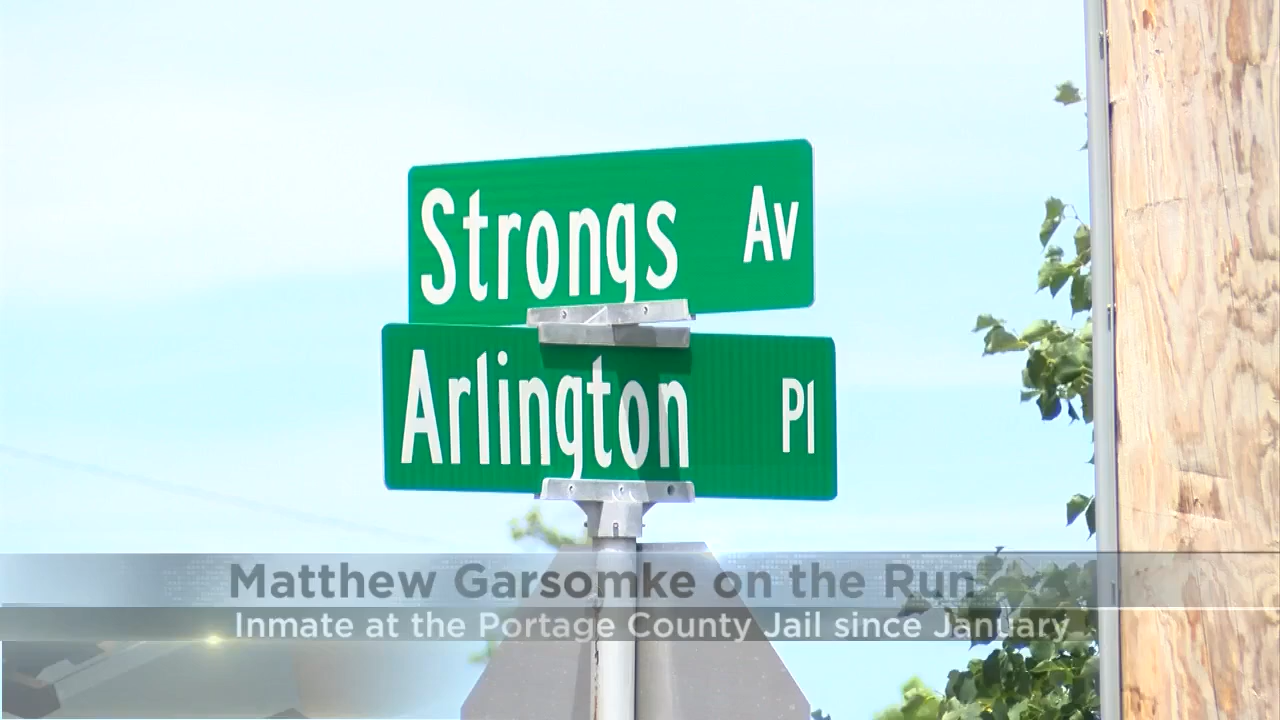 Strongs Av
Arlington Pl
Matthew Garsomke on the Run
Inmate at the Portage County Jail since January